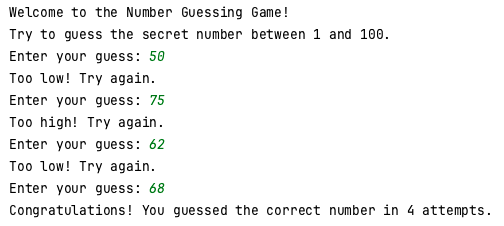 Welcome to the Number Guessing Game!
Try to guess the secret number between 1 and 100.
Enter your guess: 50
Too low! Try again.
Enter your guess: 75
Too high! Try again.
Enter your guess: 62
Too low! Try again.
Enter your guess: 68
Congratulations! You guessed the correct number in 4 attempts.